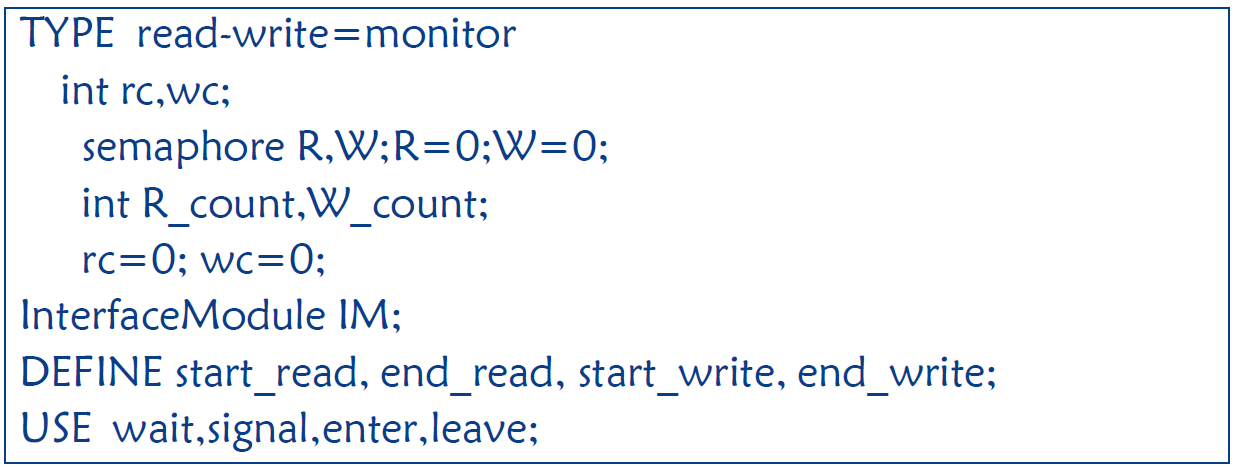 TYPE read-write=monitor
int rc,wc;
semaphore R,W;R=0;W=0;
int R_count,W_count;
rc=0; wc=0;
InterfaceModule IM;
DEFINE start_read, end_read, start_write, end_write;
USE wait,signal,enter,leave;